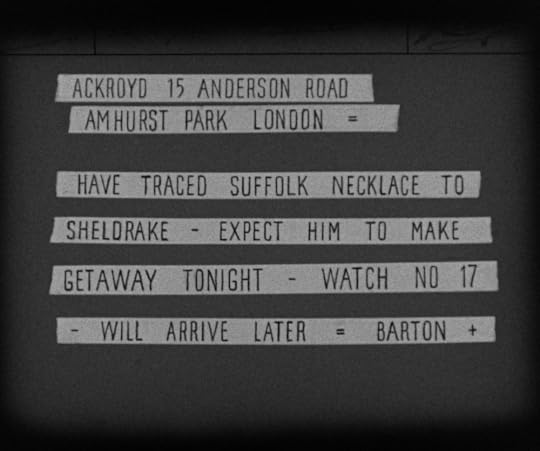 ACKROYD 15 ANDERSON ROAD
AMHURST PARK LONDON =
HAVE TRACED SUFFOLK NECKLACE TO
SHELDRAKE - EXPECT HIM TO MAKE
GETAWAY TONIGHT - WATCH NO 17
- WILL ARRIVE LATER = BARTON +